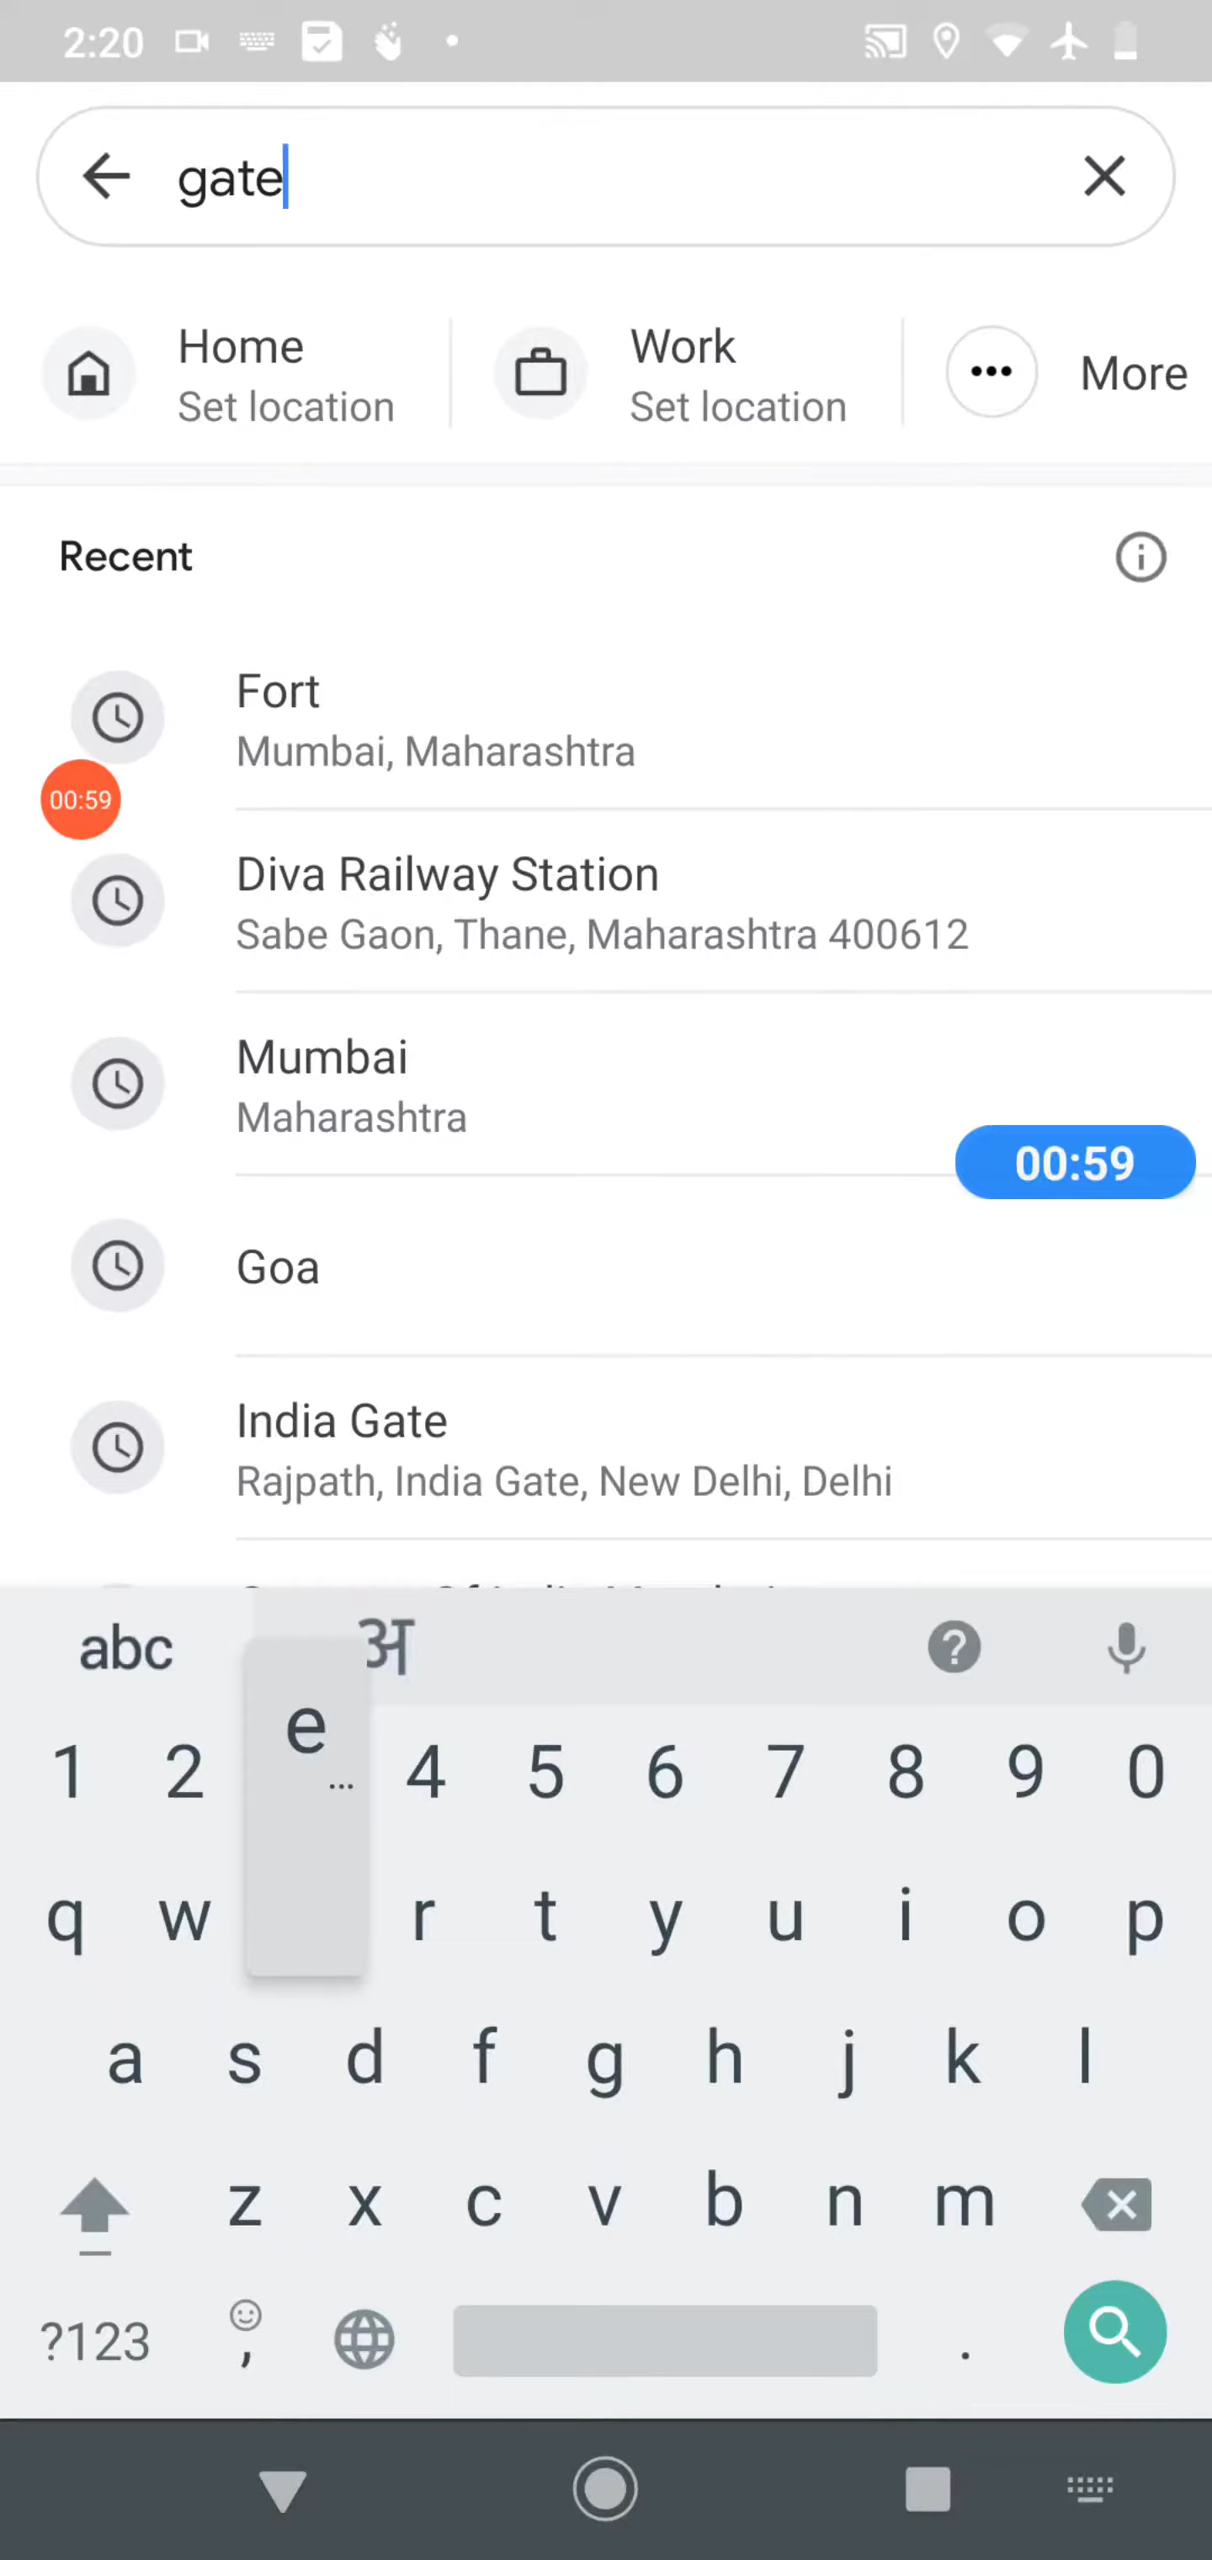 2:20
gate
Home
Set location
Work
Set location
More
Recent
Fort
Mumbai, Maharashtra
00:59
Diva Railway Station
Sabe Gaon, Thane, Maharashtra 400612
Mumbai
Maharashtra
00:59
Goa
India Gate
Rajpath, India Gate, New Delhi, Delhi
abc अ
e
1 2 4 5 6 7 8 9 0
q w r t y u i o p
a s d f g h j k l
z x c v b n m
?123 , .